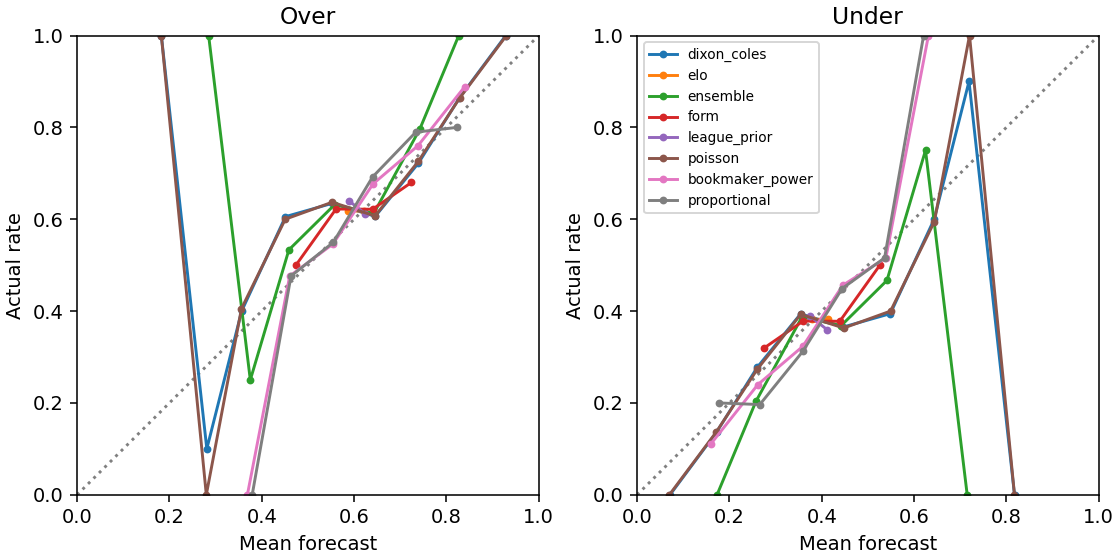 Over
Actual rate
1.0
0.8
0.6
0.4
0.2
0.0
0.0 0.2 0.4 0.6 0.8 1.0
Mean forecast
Under
Actual rate
1.0
0.8
0.6
0.4
0.2
0.0
dixon_coles
elo
ensemble
form
league_prior
poisson
bookmaker_power
proportional
0.0 0.2 0.4 0.6 0.8 1.0
Mean forecast